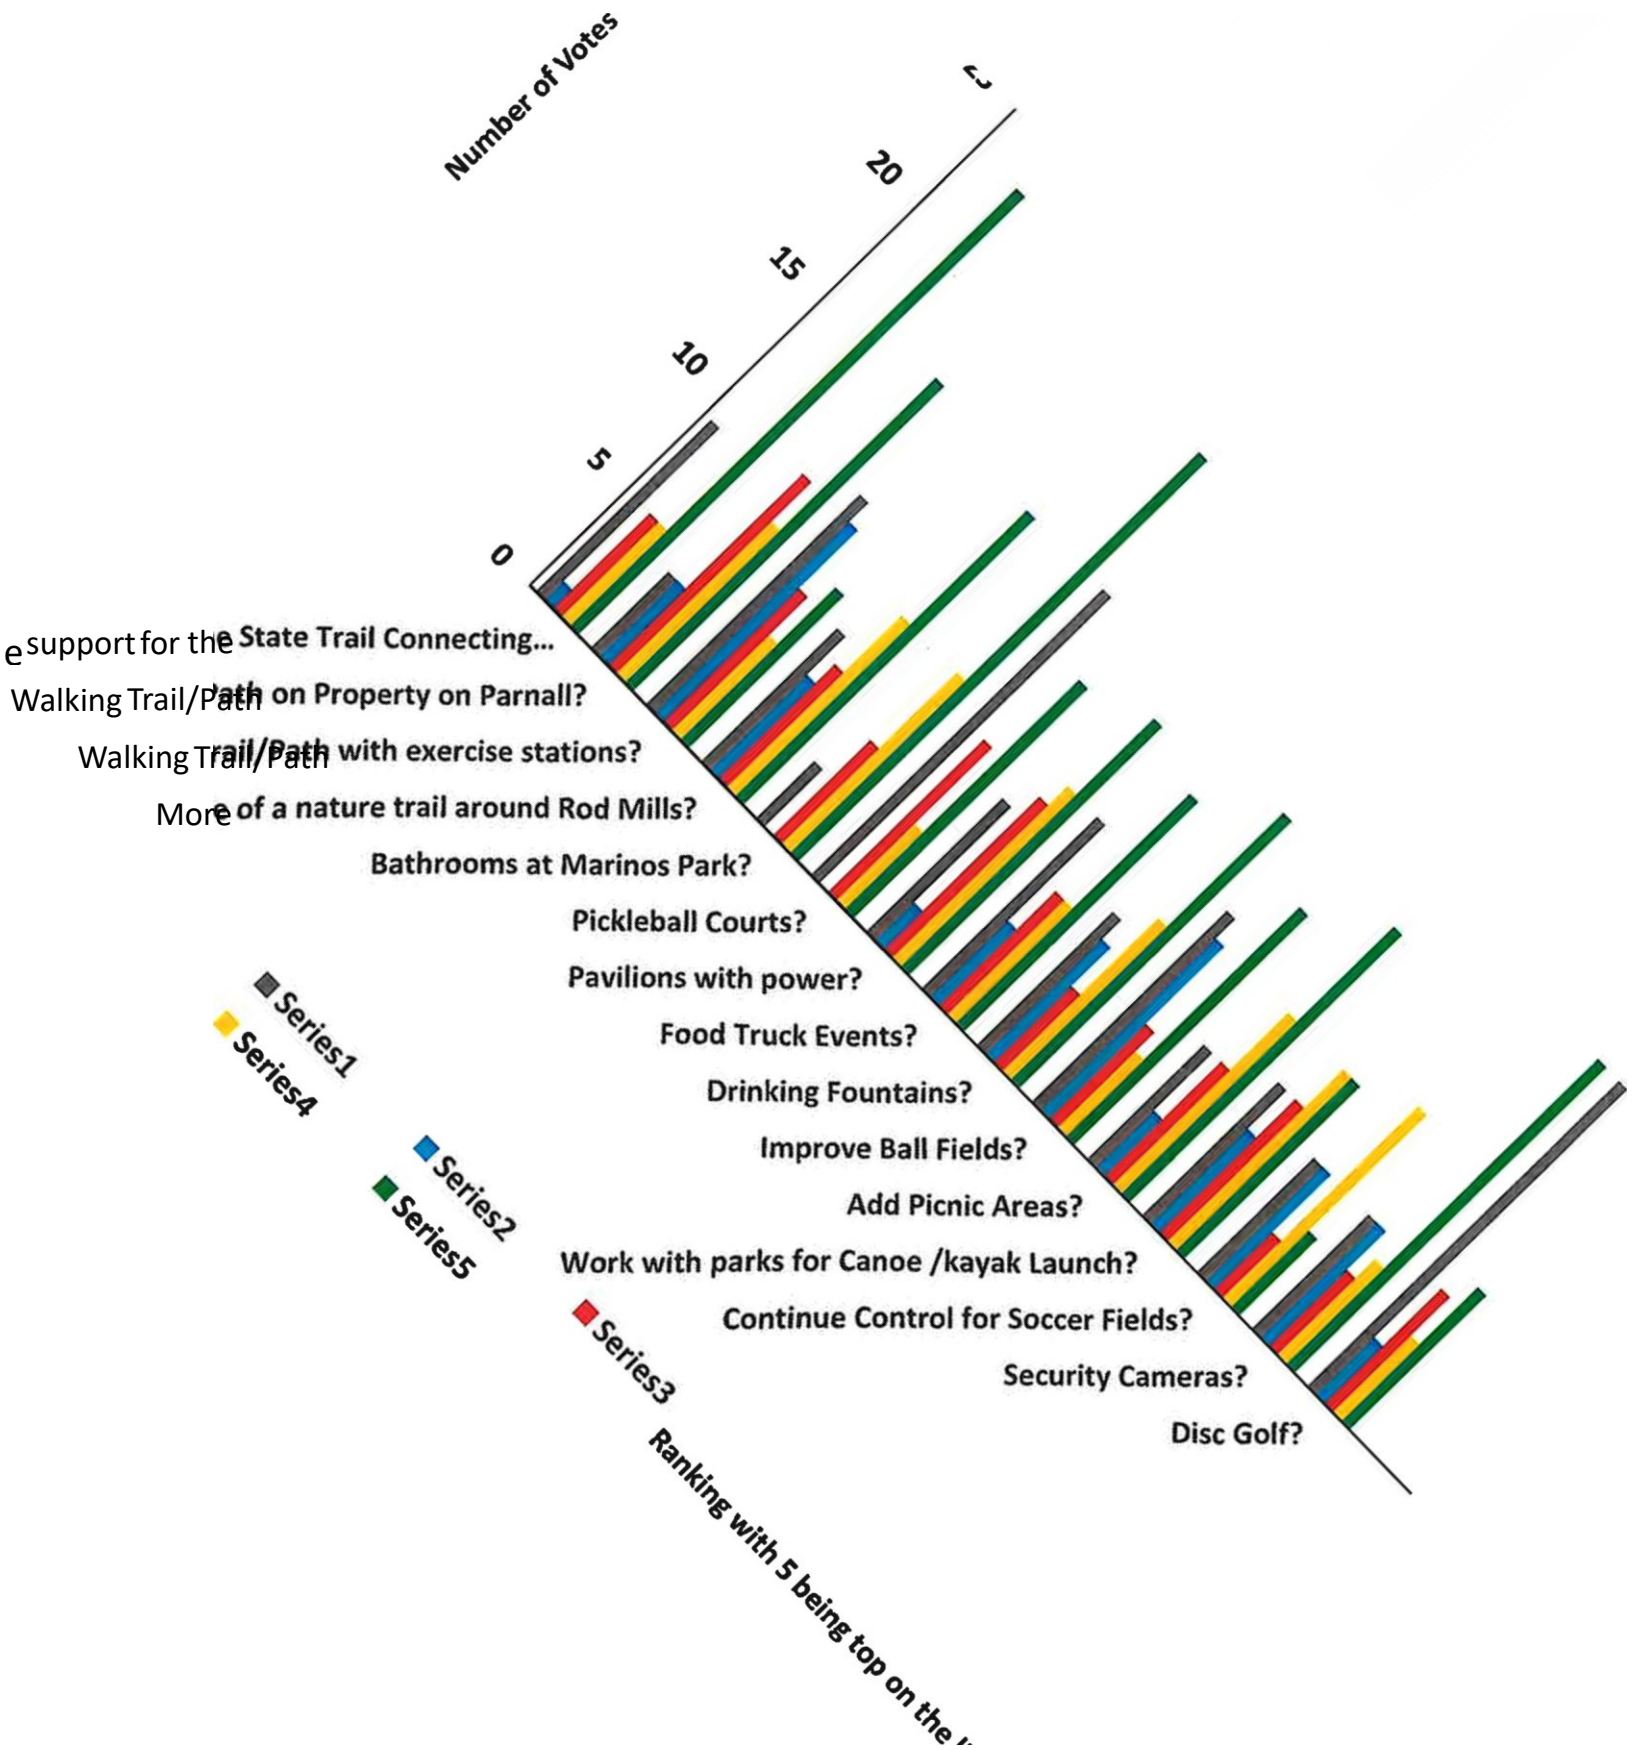 Number of Votes
25
20
15
10
5
0
e support for the State Trail Connecting...
Walking Trail/Path on Property on Parnall?
Walking Trail/Path with exercise stations?
More of a nature trail around Rod Mills?
Bathrooms at Marinos Park?
Pickleball Courts?
Pavilions with power?
Food Truck Events?
Drinking Fountains?
Improve Ball Fields?
Add Picnic Areas?
Work with parks for Canoe /kayak Launch?
Continue Control for Soccer Fields?
Security Cameras?
Disc Golf?
Series1
Series4
Series2
Series5
Series3
Ranking with 5 being top on the